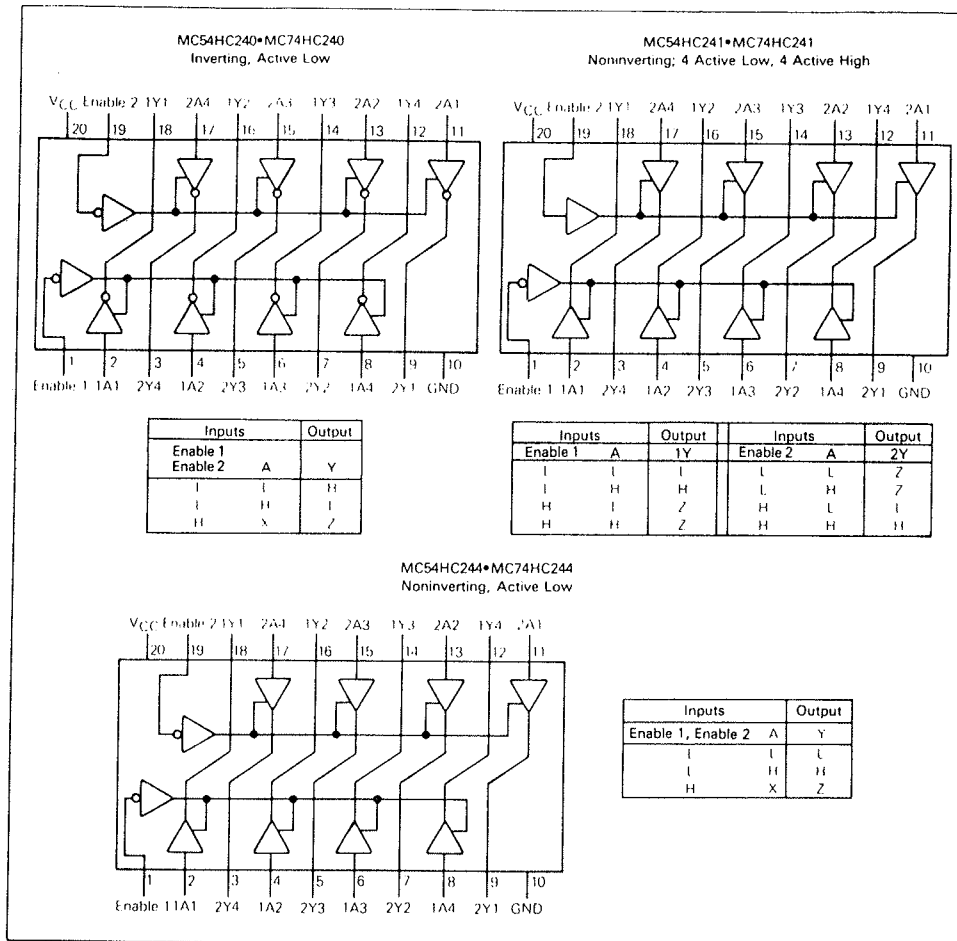 MC54HC240•MC74HC240
Inverting, Active Low
VCC Enable 2 1Y1 2A4 1Y2 2A3 1Y3 2A2 1Y4 2A1
20 19 18 17 16 15 14 13 12 11
1 2 3 4 5 6 7 8 9 10
Enable 1 1A1 2Y4 1A2 2Y3 1A3 2Y2 1A4 2Y1 GND
Inputs Output
Enable 1
Enable 2 A Y
L L H
L H L
H X Z
MC54HC241•MC74HC241
Noninverting; 4 Active Low, 4 Active High
VCC Enable 2 1Y1 2A4 1Y2 2A3 1Y3 2A2 1Y4 2A1
20 19 18 17 16 15 14 13 12 11
1 2 3 4 5 6 7 8 9 10
Enable 1 1A1 2Y4 1A2 2Y3 1A3 2Y2 1A4 2Y1 GND
Inputs Output Inputs Output
Enable 1 A 1Y Enable 2 A 2Y
L L L L L Z
L H H L H Z
H L Z H L L
H H Z H H H
MC54HC244•MC74HC244
Noninverting, Active Low
VCC Enable 2 1Y1 2A4 1Y2 2A3 1Y3 2A2 1Y4 2A1
20 19 18 17 16 15 14 13 12 11
1 2 3 4 5 6 7 8 9 10
Enable 1 1A1 2Y4 1A2 2Y3 1A3 2Y2 1A4 2Y1 GND
Inputs Output
Enable 1, Enable 2 A Y
L L L
L H H
H X Z